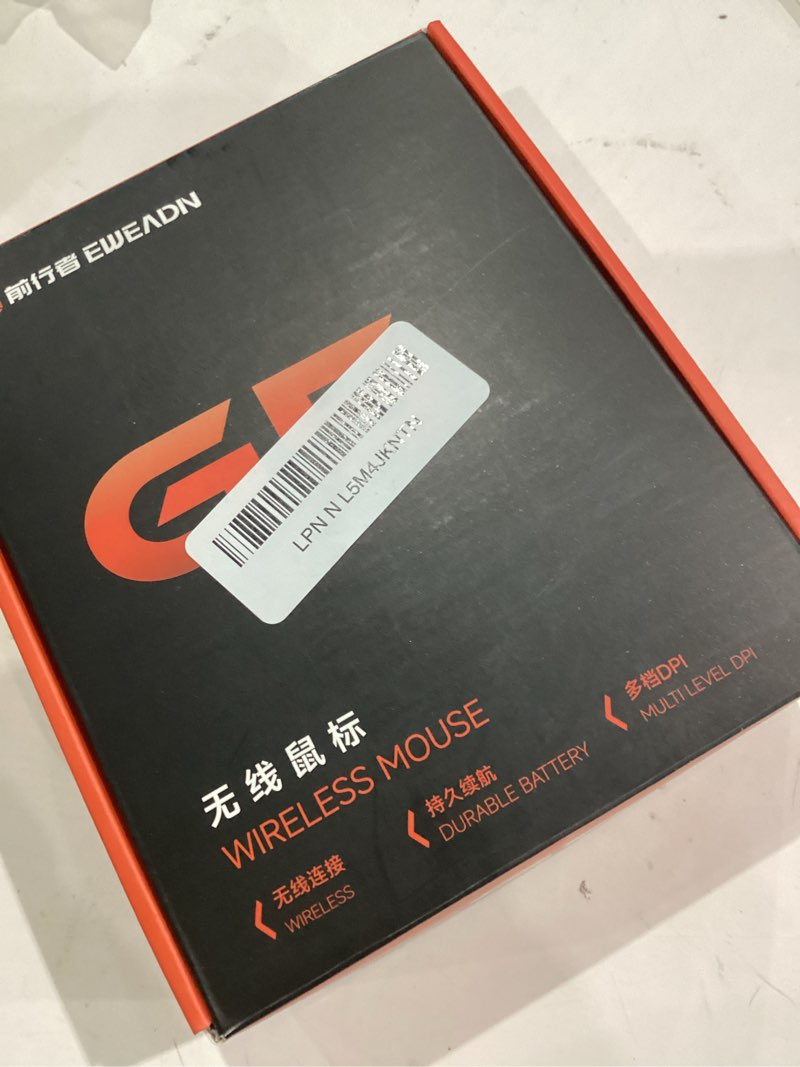 前行者 EWEADN
G
LPN N L5M4JKN
无线鼠标
WIRELESS MOUSE
无线连接
WIRELESS
持久续航
DURABLE BATTERY
多档DPI
MULTI LEVEL DPI